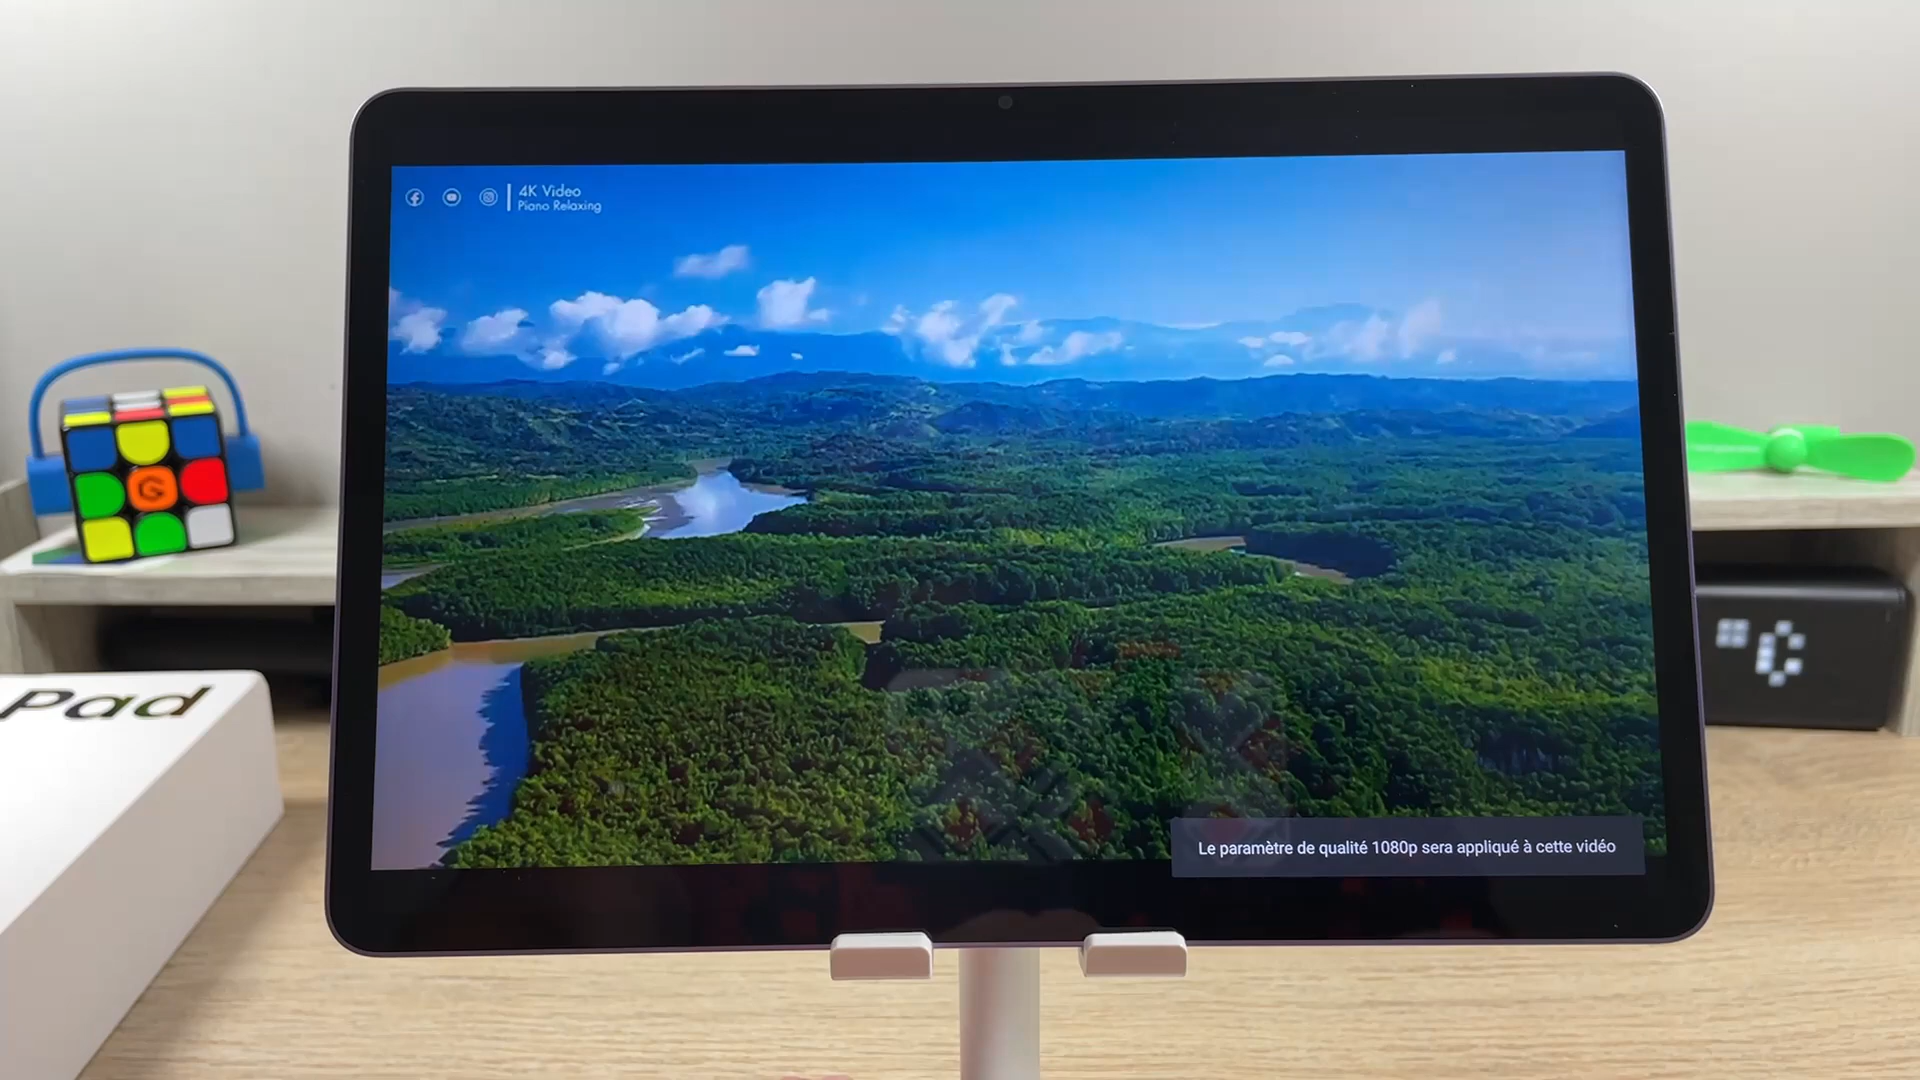 4K Video
Piano Relaxing
G
Pad
°C
Le paramètre de qualité 1080p sera appliqué à cette vidéo